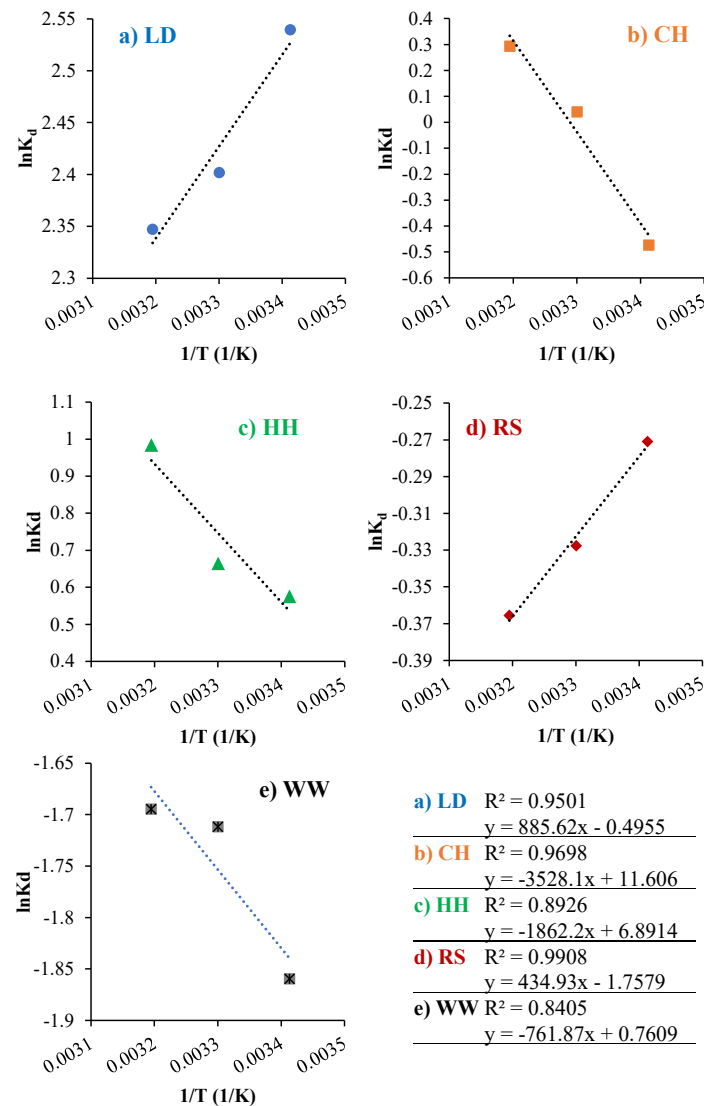 a) LD
2.55
2.5
2.45
2.4
2.35
2.3
lnK_d
0.0031
0.0032
0.0033
0.0034
0.0035
1/T (1/K)
b) CH
0.4
0.3
0.2
0.1
0
-0.1
-0.2
-0.3
-0.4
-0.5
-0.6
lnKd
0.0031
0.0032
0.0033
0.0034
0.0035
1/T (1/K)
c) HH
1.1
1
0.9
0.8
0.7
0.6
0.5
0.4
lnKd
0.0031
0.0032
0.0033
0.0034
0.0035
1/T (1/K)
d) RS
-0.25
-0.27
-0.29
-0.31
-0.33
-0.35
-0.37
-0.39
lnK_d
0.0031
0.0032
0.0033
0.0034
0.0035
1/T (1/K)
e) WW
-1.65
-1.7
-1.75
-1.8
-1.85
-1.9
lnKd
0.0031
0.0032
0.0033
0.0034
0.0035
1/T (1/K)
a) LD R² = 0.9501
y = 885.62x - 0.4955
b) CH R² = 0.9698
y = -3528.1x + 11.606
c) HH R² = 0.8926
y = -1862.2x + 6.8914
d) RS R² = 0.9908
y = 434.93x - 1.7579
e) WW R² = 0.8405
y = -761.87x + 0.7609